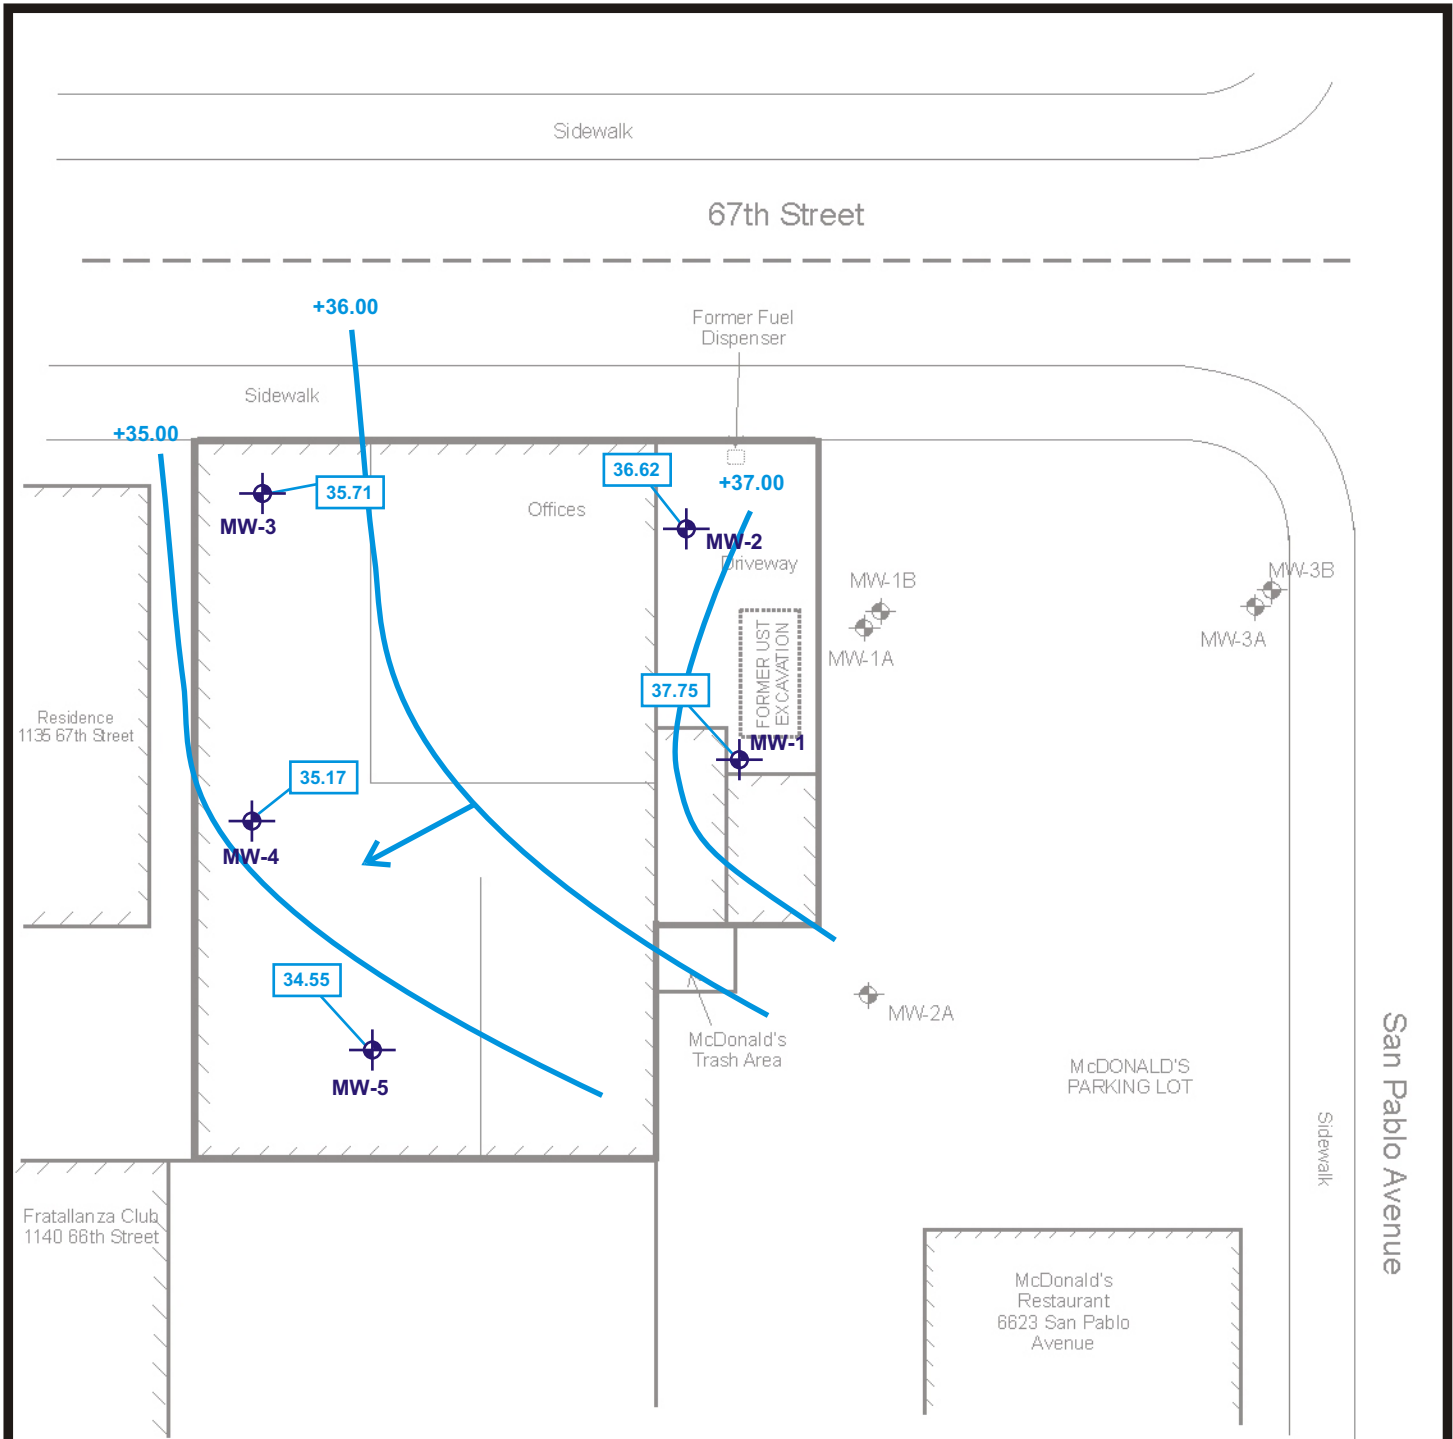 Sidewalk
67th Street
+36.00
Former Fuel
Dispenser
Sidewalk
+35.00
36.62
+37.00
35.71
Offices
MW-3
MW-2
Driveway
MW-1B
MW-3B
MW-1A
MW-3A
FORMER UST
EXCAVATION
37.75
Residence
1135 67th Street
MW-1
35.17
MW-4
34.55
MW-2A
McDonald's
Trash Area
MW-5
McDONALD'S
PARKING LOT
San Pablo Avenue
Sidewalk
Fratallanza Club
1140 66th Street
McDonald's
Restaurant
6623 San Pablo
Avenue